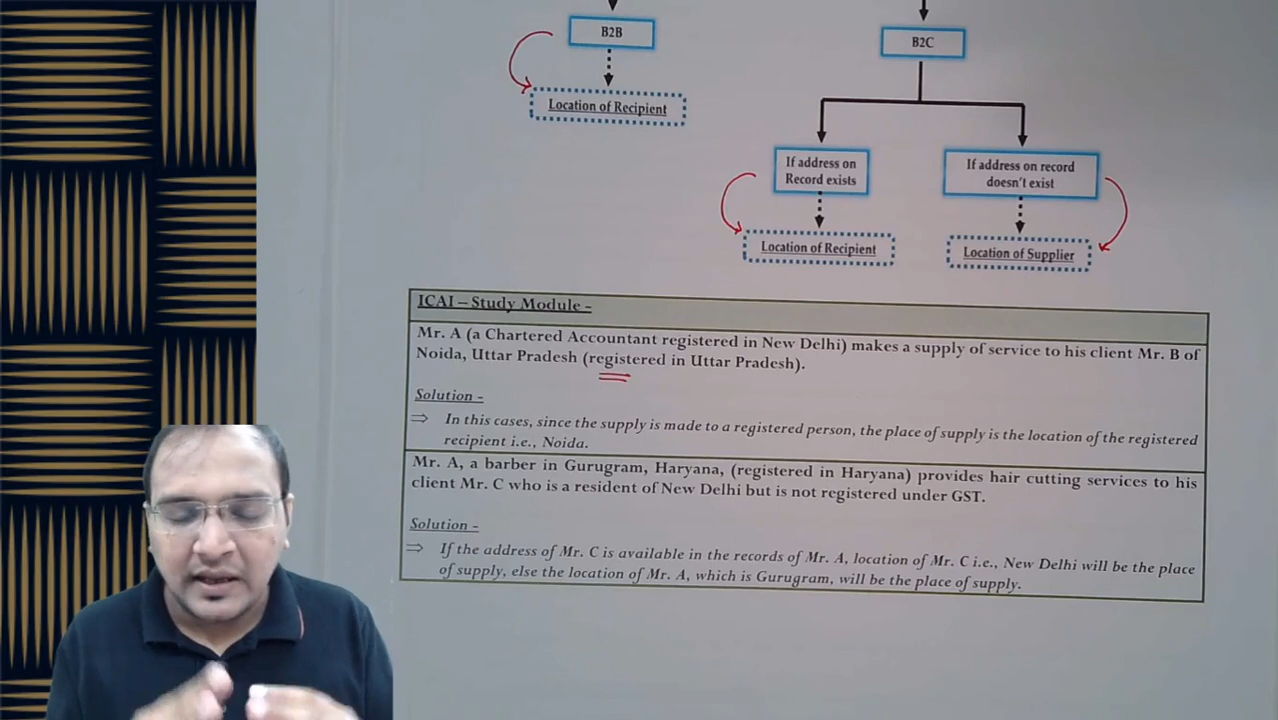 B2B
B2C
Location of Recipient
If address on
Record exists
If address on record
doesn't exist
Location of Recipient
Location of Supplier
ICAI – Study Module -
Mr. A (a Chartered Accountant registered in New Delhi) makes a supply of service to his client Mr. B of
Noida, Uttar Pradesh (registered in Uttar Pradesh).
Solution -
⇒ In this cases, since the supply is made to a registered person, the place of supply is the location of the registered
recipient i.e., Noida.
Mr. A, a barber in Gurugram, Haryana, (registered in Haryana) provides hair cutting services to his
client Mr. C who is a resident of New Delhi but is not registered under GST.
Solution -
⇒ If the address of Mr. C is available in the records of Mr. A, location of Mr. C i.e., New Delhi will be the place
of supply, else the location of Mr. A, which is Gurugram, will be the place of supply.